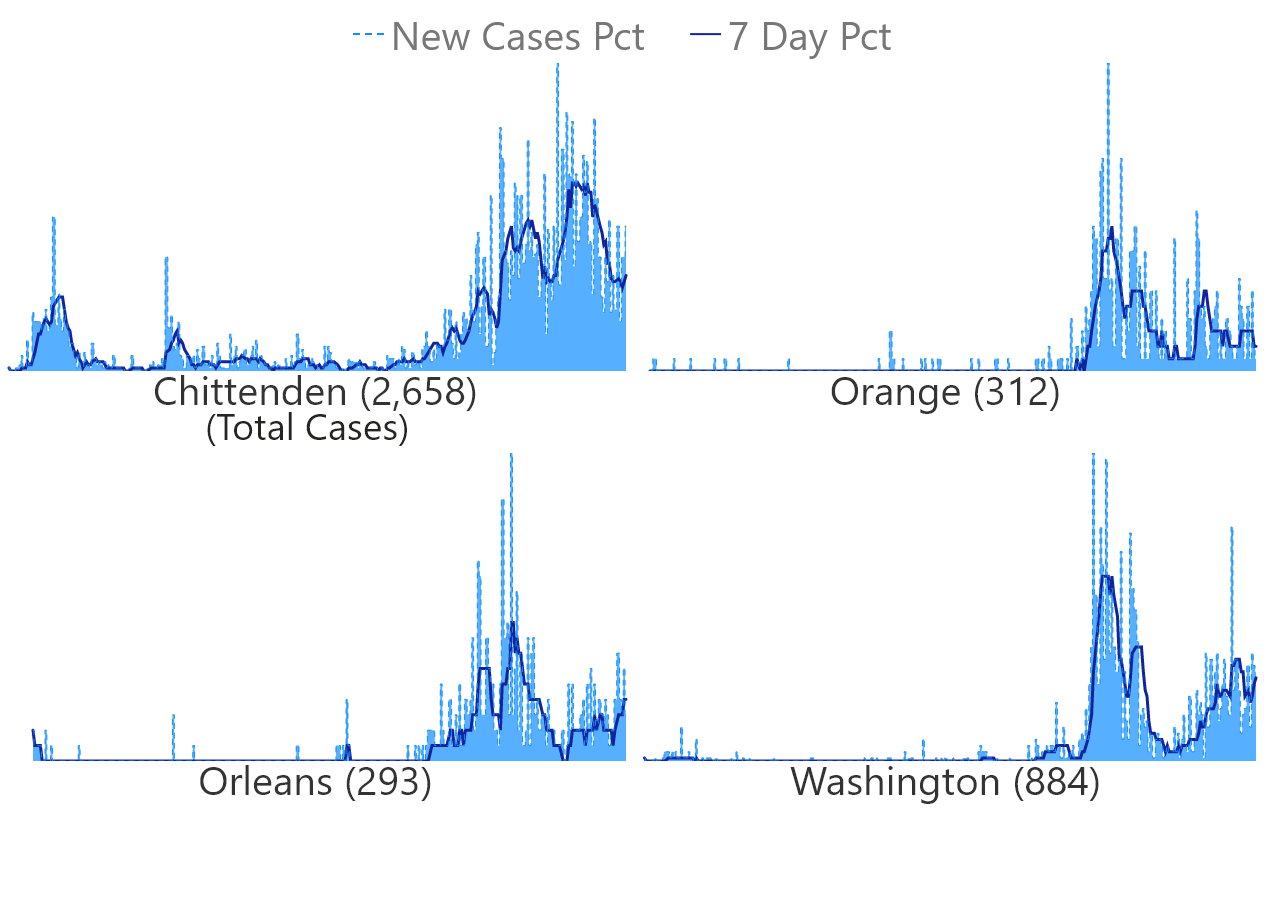 New Cases Pct 7 Day Pct
Chittenden (2,658)
(Total Cases)
Orange (312)
Orleans (293)
Washington (884)